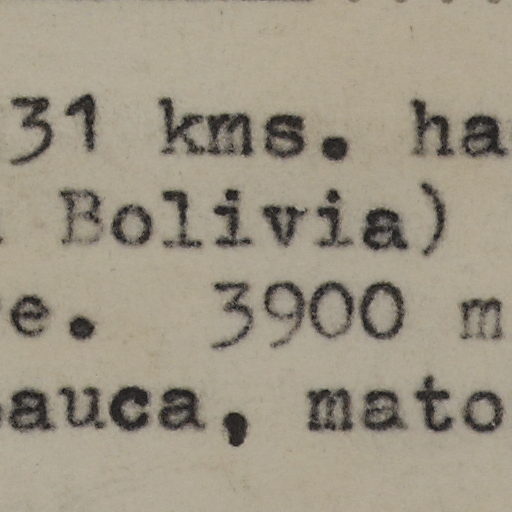 31 kms. ha
Bolivia)
e. 3900 m
auca, mato